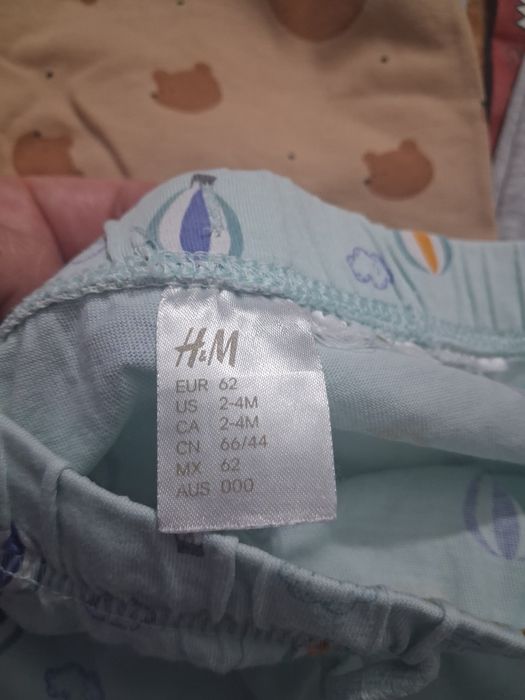 H&M
EUR 62
US 2-4M
CA 2-4M
CN 66/44
MX 62
AUS 000